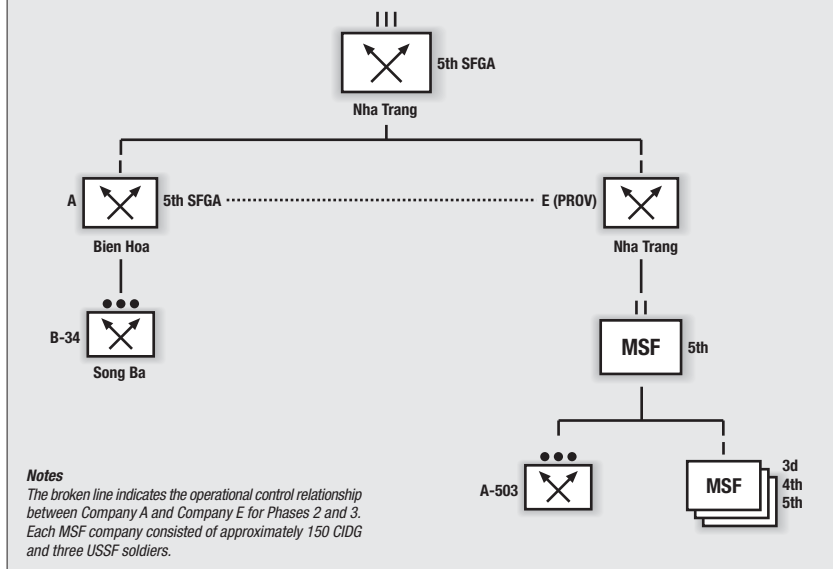 5th SFGA
Nha Trang
A
5th SFGA
E (PROV)
Bien Hoa
Nha Trang
B-34
Song Ba
MSF
5th
A-503
MSF
3d
4th
5th
Notes
The broken line indicates the operational control relationship
between Company A and Company E for Phases 2 and 3.
Each MSF company consisted of approximately 150 CIDG
and three USSF soldiers.